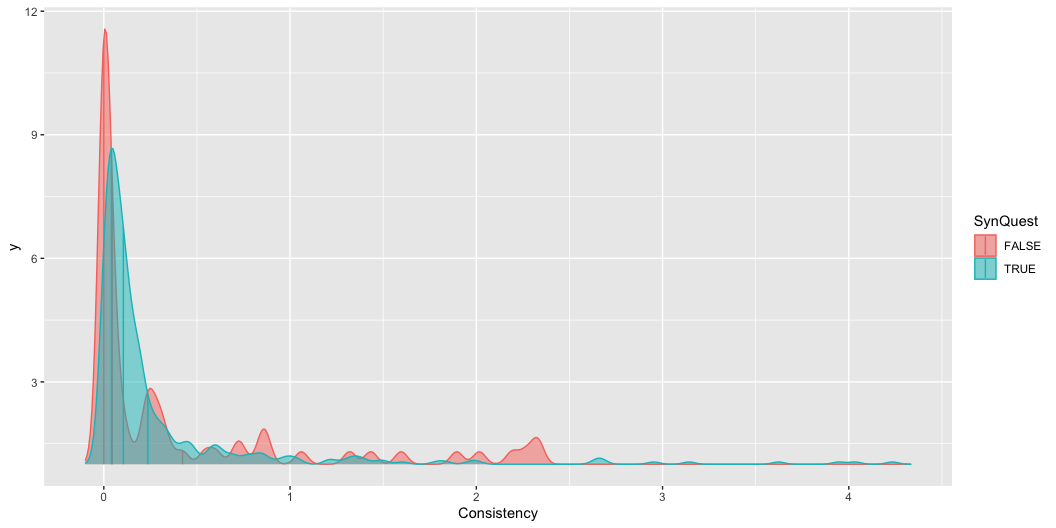 12
9
6
3
y
0 1 2 3 4
Consistency
SynQuest
FALSE
TRUE